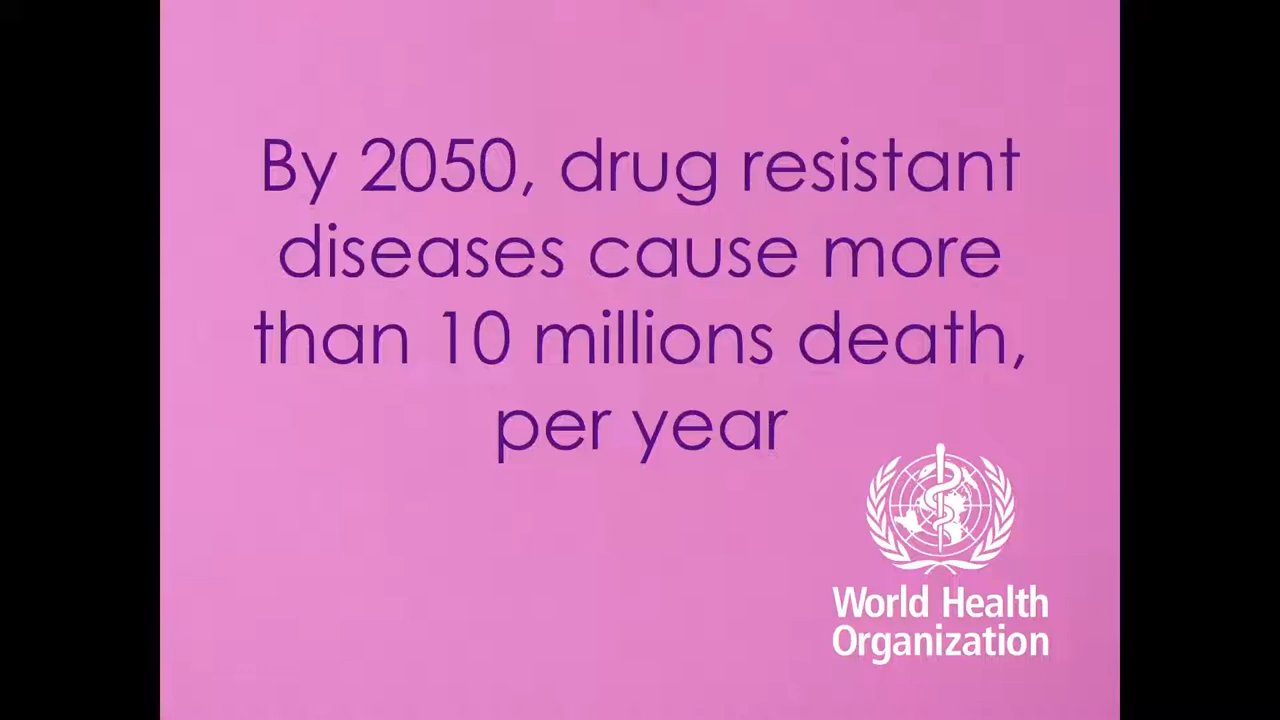 By 2050, drug resistant
diseases cause more
than 10 millions death,
per year
World Health
Organization